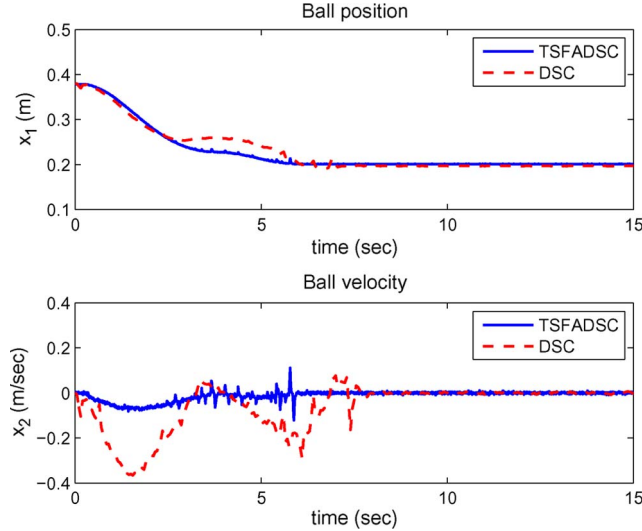 Ball position
0.5
0.4
0.3
0.2
0.1
x1 (m)
TSFADSC
DSC
0 5 10 15
time (sec)
Ball velocity
0.4
0.2
0
−0.2
−0.4
x2 (m/sec)
TSFADSC
DSC
0 5 10 15
time (sec)